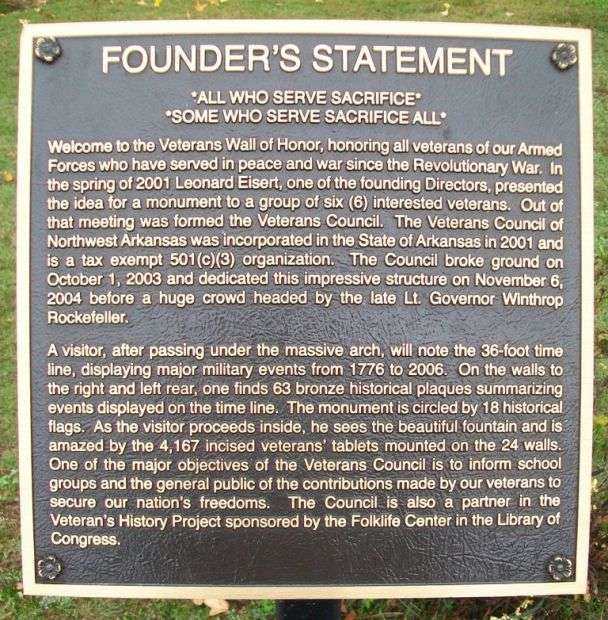 FOUNDER'S STATEMENT
*ALL WHO SERVE SACRIFICE*
*SOME WHO SERVE SACRIFICE ALL*
Welcome to the Veterans Wall of Honor, honoring all veterans of our Armed
Forces who have served in peace and war since the Revolutionary War. In
the spring of 2001 Leonard Eisert, one of the founding Directors, presented
the idea for a monument to a group of six (6) interested veterans. Out of
that meeting was formed the Veterans Council. The Veterans Council of
Northwest Arkansas was incorporated in the State of Arkansas in 2001 and
is a tax exempt 501(c)(3) organization. The Council broke ground on
October 1, 2003 and dedicated this impressive structure on November 6,
2004 before a huge crowd headed by the late Lt. Governor Winthrop
Rockefeller.
A visitor, after passing under the massive arch, will note the 36-foot time
line, displaying major military events from 1776 to 2006. On the walls to
the right and left rear, one finds 63 bronze historical plaques summarizing
events displayed on the time line. The monument is circled by 18 historical
flags. As the visitor proceeds inside, he sees the beautiful fountain and is
amazed by the 4,167 incised veterans' tablets mounted on the 24 walls.
One of the major objectives of the Veterans Council is to inform school
groups and the general public of the contributions made by our veterans to
secure our nation's freedoms. The Council is also a partner in the
Veteran's History Project sponsored by the Folklife Center in the Library of
Congress.